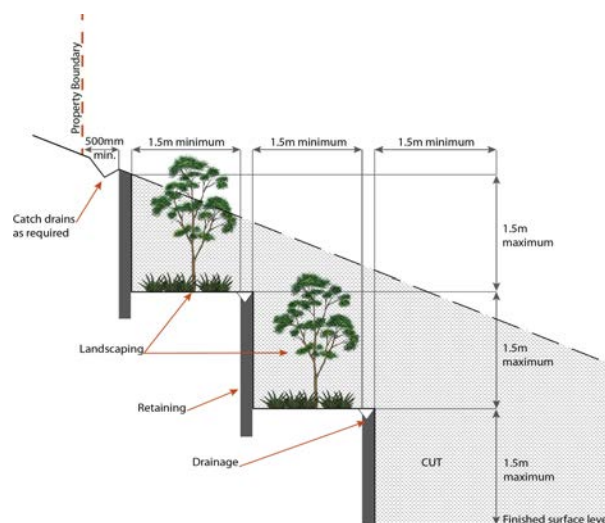 Property Boundary
500mm
min.
1.5m minimum
1.5m minimum
1.5m minimum
Catch drains
as required
1.5m
maximum
Landscaping
1.5m
maximum
Retaining
Drainage
CUT
1.5m
maximum
Finished surface leve